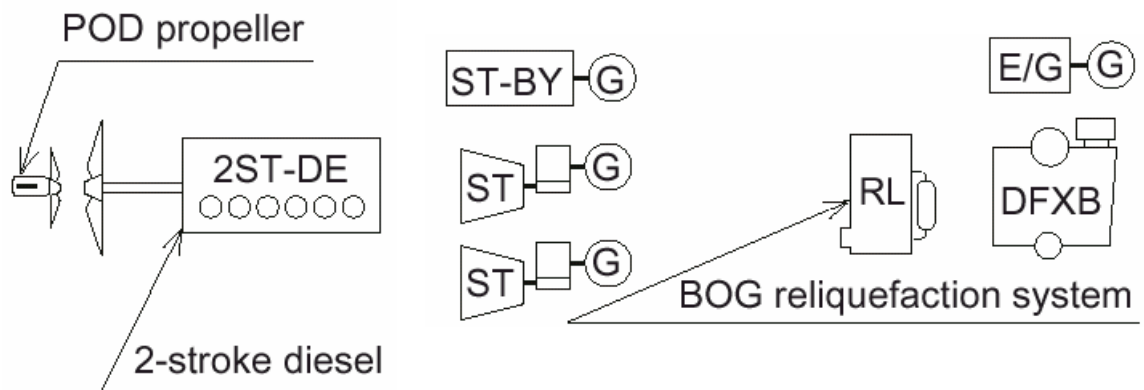 POD propeller
ST-BY G
E/G G
2ST-DE
ST G
RL
DFXB
ST G
BOG reliquefaction system
2-stroke diesel